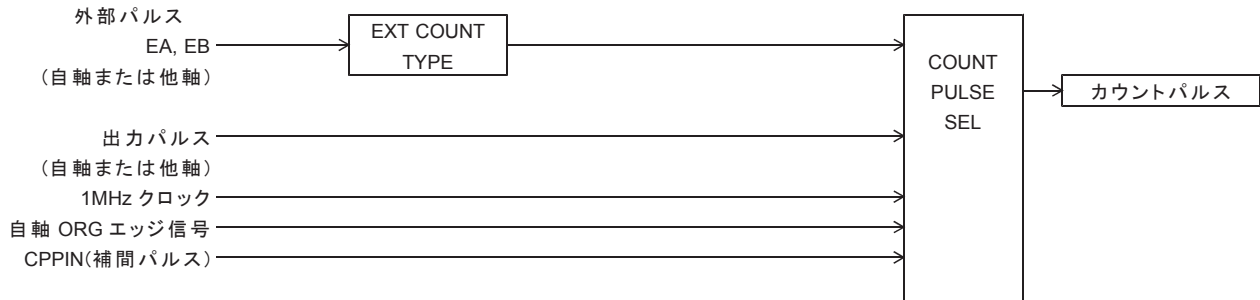 外部パルス
EA, EB
(自軸または他軸)
EXT COUNT
TYPE
COUNT
PULSE
SEL
カウントパルス
出力パルス
(自軸または他軸)
1MHz クロック
自軸 ORG エッジ信号
CPPIN(補間パルス)